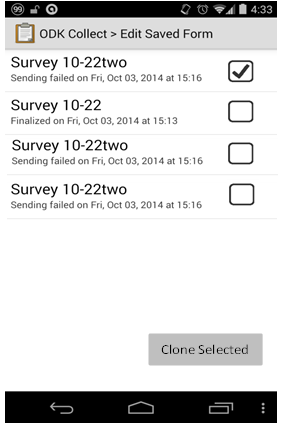 99 4:33
ODK Collect > Edit Saved Form
Survey 10-22two
Sending failed on Fri, Oct 03, 2014 at 15:16
Survey 10-22
Finalized on Fri, Oct 03, 2014 at 15:13
Survey 10-22two
Sending failed on Fri, Oct 03, 2014 at 15:16
Survey 10-22two
Sending failed on Fri, Oct 03, 2014 at 15:16
Clone Selected